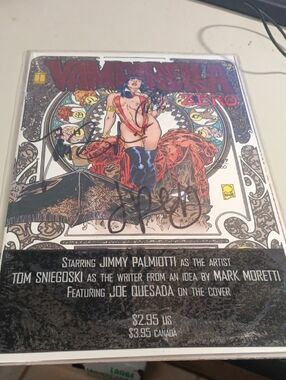 VAMPIRELLA
ZERO
STARRING JIMMY PALMIOTTI AS THE ARTIST
TOM SNIEGOSKI AS THE WRITER FROM AN IDEA BY MARK MORETTI
FEATURING JOE QUESADA ON THE COVER
$2.95 US
$3.95 CANADA